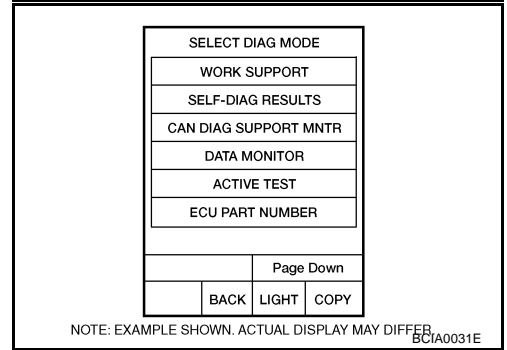 SELECT DIAG MODE
WORK SUPPORT
SELF-DIAG RESULTS
CAN DIAG SUPPORT MNTR
DATA MONITOR
ACTIVE TEST
ECU PART NUMBER
Page Down
BACK LIGHT COPY
NOTE: EXAMPLE SHOWN. ACTUAL DISPLAY MAY DIFFER.
BCIA0031E